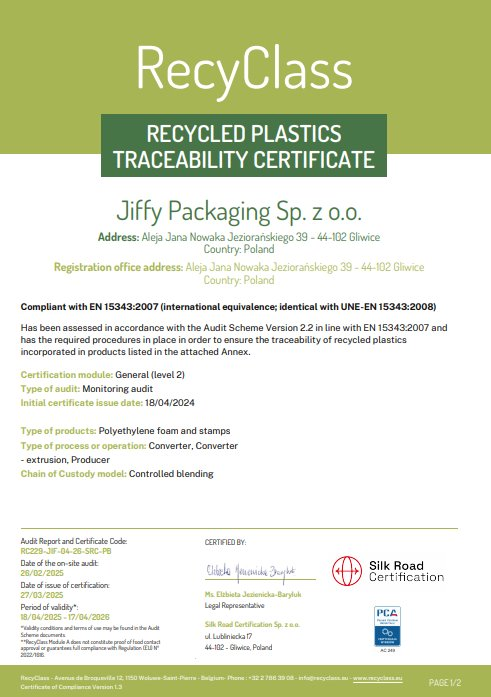 RecyClass
RECYCLED PLASTICS
TRACEABILITY CERTIFICATE
Jiffy Packaging Sp. z o.o.
Address: Aleja Jana Nowaka Jeziorańskiego 39 - 44-102 Gliwice
Country: Poland
Registration office address: Aleja Jana Nowaka Jeziorańskiego 39 - 44-102 Gliwice
Country: Poland
Compliant with EN 15343:2007 (international equivalence; identical with UNE-EN 15343:2008)
Has been assessed in accordance with the Audit Scheme Version 2.2 in line with EN 15343:2007 and
has the required procedures in place in order to ensure the traceability of recycled plastics
incorporated in products listed in the attached Annex.
Certification module: General (level 2)
Type of audit: Monitoring audit
Initial certificate issue date: 18/04/2024
Type of products: Polyethylene foam and stamps
Type of process or operation: Converter, Converter
- extrusion, Producer
Chain of Custody model: Controlled blending
Audit Report and Certificate Code:
RC229-JIF-04-26-SRC-PB
Date of the on-site audit:
26/02/2025
Date of issue of certification:
27/03/2025
Period of validity*:
18/04/2025 - 17/04/2026
*Validity conditions and terms of use may be found in the Audit
Scheme documents.
**RecyClass Module A does not constitute proof of food contact
approval or guarantees full compliance with Regulation (EU) N°
2022/1616.
CERTIFIED BY:
Ms. Elżbieta Jezienicka-Baryluk
Legal Representative
Silk Road Certification Sp. z o.o.
ul. Lubliniecka 17
44-102 - Gliwice, Poland
Silk Road
Certification
PCA
AC 249
RecyClass - Avenue de Broqueville 12, 1150 Woluwe-Saint-Pierre - Belgium- Phone : +32 2 786 39 08 - info@recyclass.eu - www.recyclass.eu
Certificate of Compliance Version 1.3
PAGE 1/2